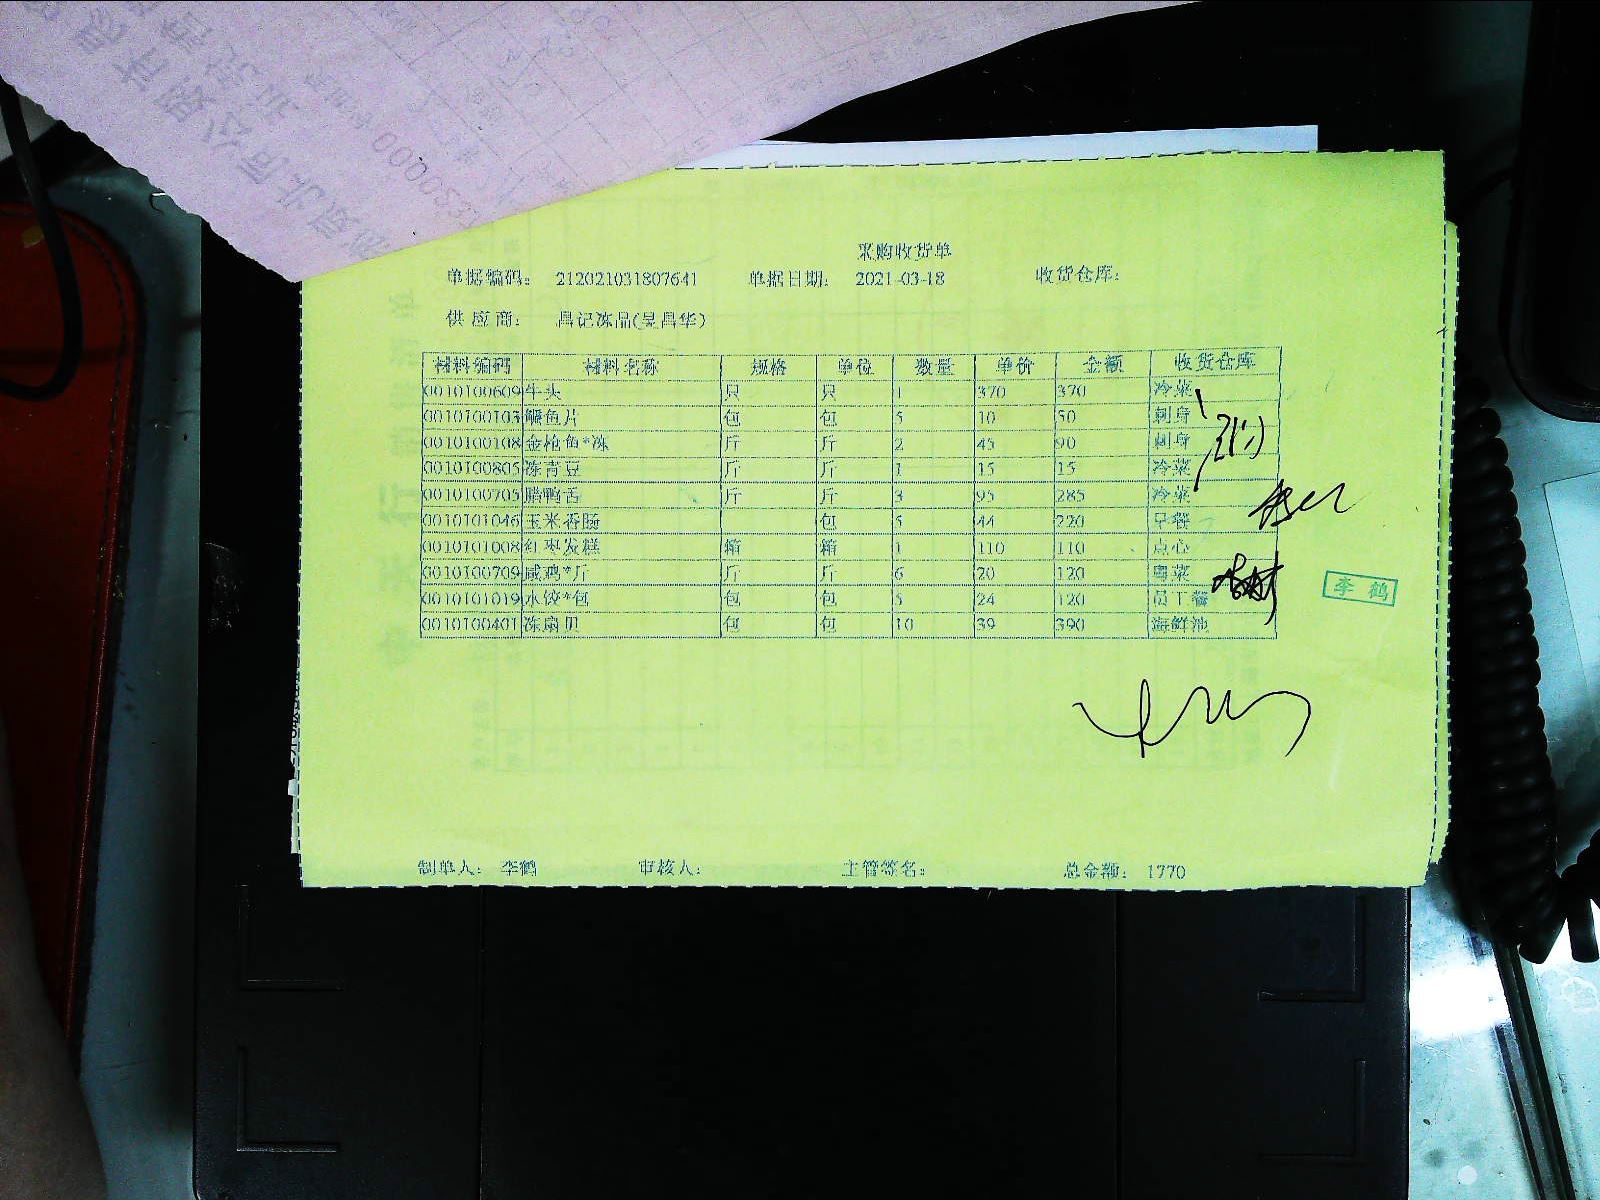 采购收货单
单据编码： 212021031807641 单据日期： 2021-03-18 收货仓库：
供应商： 昌记冻品(吴昌华)
材料编码 材料名称 规格 单位 数量 单价 金额 收货仓库
0010100609 牛头 只 只 1 370 370 冷菜
0010100103 鲷鱼片 包 包 5 10 50 刺身
0010100108 金枪鱼*冻 斤 斤 2 45 90 刺身
0010100805 冻青豆 斤 斤 1 15 15 冷菜
0010100705 腊鸭舌 斤 斤 3 95 285 冷菜
0010101046 玉米香肠 包 5 44 220 早餐
0010101008 红枣发糕 箱 箱 1 110 110 点心
0010100709 咸鸡*斤 斤 斤 6 20 120 粤菜
0010101019 水饺*包 包 包 5 24 120 员工餐
0010100401 冻扇贝 包 包 10 39 390 海鲜池
李鹤
制单人： 李鹤 审核人： 主管签名： 总金额： 1770